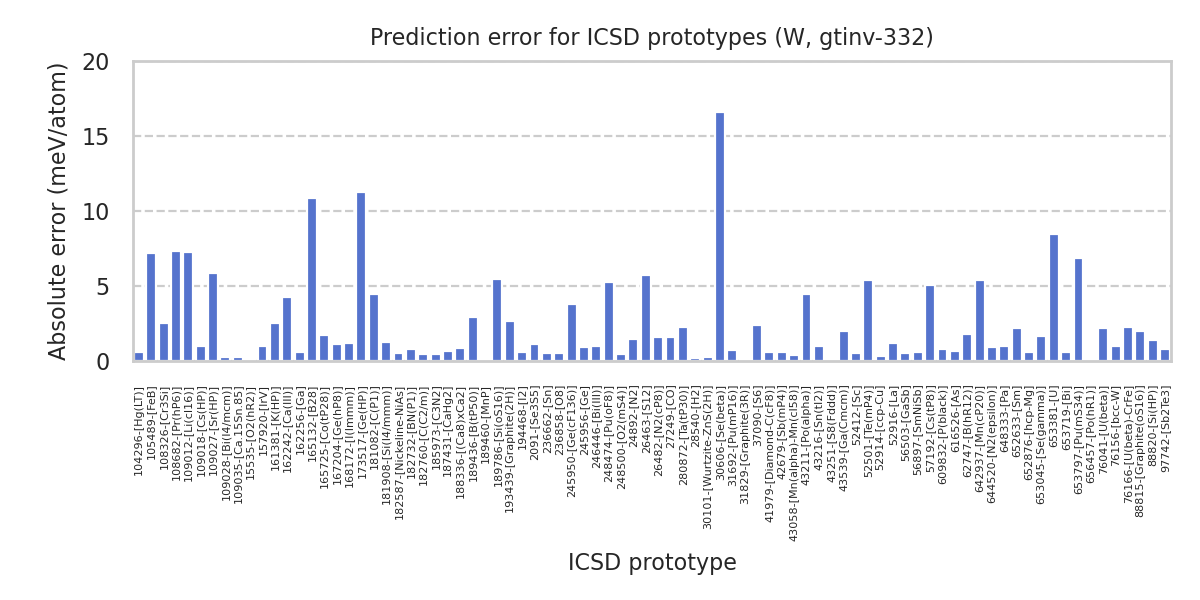 Prediction error for ICSD prototypes (W, gtinv-332)
Absolute error (meV/atom)
20
15
10
5
0
104296-[Hg(LT)]
105489-[FeB]
108326-[Cr3Si]
108682-[Pr(hP6)]
109012-[Li(cI16)]
109018-[Cs(HP)]
109027-[Sr(HP)]
109028-[Bi(I4/mcm)]
109035-[Ca.15Sn.85]
15535-[O2(hR2)]
157920-[IrV]
161381-[K(HP)]
162242-[Ca(III)]
162256-[Ga]
165132-[B28]
165725-[Co(tP28)]
167204-[Ge(hP8)]
168172-[I(Immm)]
173517-[Ge(HP)]
181082-[C(P1)]
181908-[Si(I4/mmm)]
182587-[Nickeline-NiAs]
182732-[BN(P1)]
182760-[C(C2/m)]
185973-[C3N2]
187431-[CaHg2]
188336-[(Ca8)xCa2]
189436-[B(tP50)]
189460-[MnP]
189786-[Si(oS16)]
193439-[Graphite(2H)]
194468-[I2]
2091-[Se3S5]
236662-[Sn]
236858-[O8]
245950-[Ge(cF136)]
245956-[Ge]
246446-[Bi(III)]
248474-[Pu(oF8)]
248500-[O2(mS4)]
24892-[N2]
26463-[S12]
26482-[N2(cP8)]
27249-[CO]
280872-[Ta(tP30)]
28540-[H2]
30101-[Wurtzite-ZnS(2H)]
30606-[Se(beta)]
31692-[Pu(mP16)]
31829-[Graphite(3R)]
37090-[S6]
41979-[Diamond-C(cF8)]
42679-[Sb(mP4)]
43058-[Mn(alpha)-Mn(cI58)]
43211-[Po(alpha)]
43216-[Sn(tI2)]
43251-[S8(Fddd)]
43539-[Ga(Cmcm)]
52412-[Sc]
52501-[Te(mP4)]
52914-[ccp-Cu]
52916-[La]
56503-[GaSb]
56897-[SmNiSb]
57192-[Cs(tP8)]
609832-[P(black)]
616526-[As]
62747-[B(hR12)]
642937-[Mn(cP20)]
644520-[N2(epsilon)]
648333-[Pa]
652633-[Sm]
652876-[hcp-Mg]
653045-[Se(gamma)]
653381-[U]
653719-[Bi]
653797-[Pu(mS34)]
656457-[Po(hR1)]
76041-[U(beta)]
76156-[bcc-W]
76166-[U(beta)-CrFe]
88815-[Graphite(oS16)]
88820-[Si(HP)]
97742-[Sb2Te3]
ICSD prototype